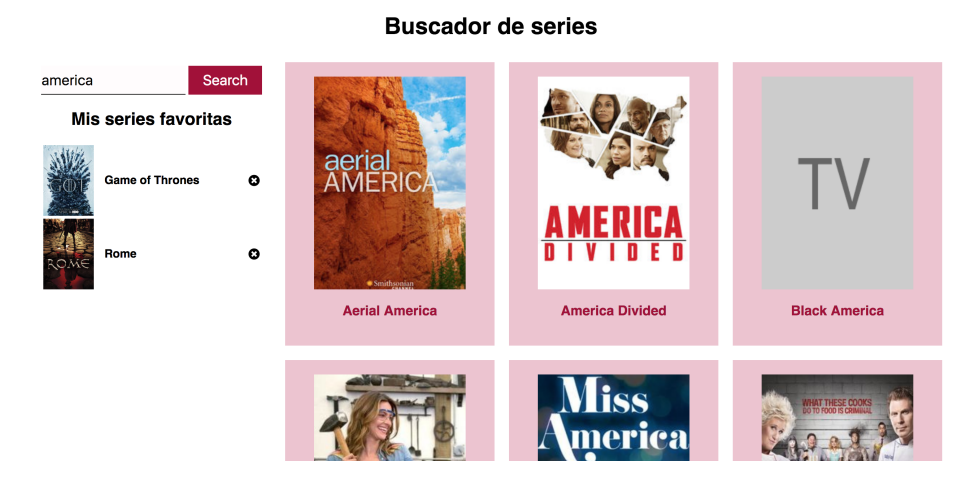 Buscador de series
america
Search
Mis series favoritas
GOT
Game of Thrones
ROME
Rome
aerial
AMERICA
Smithsonian
CHANNEL
Aerial America
AMERICA
DIVIDED
America Divided
TV
Black America
Miss
America
WHAT THESE COOKS
DO TO FOOD IS CRIMINAL